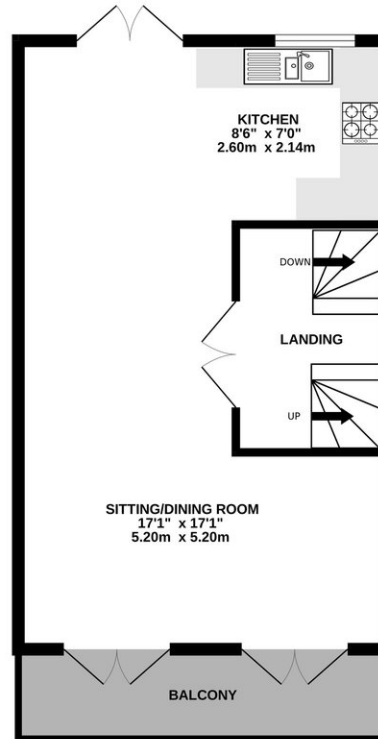 KITCHEN
8'6" x 7'0"
2.60m x 2.14m
DOWN
LANDING
UP
SITTING/DINING ROOM
17'1" x 17'1"
5.20m x 5.20m
BALCONY